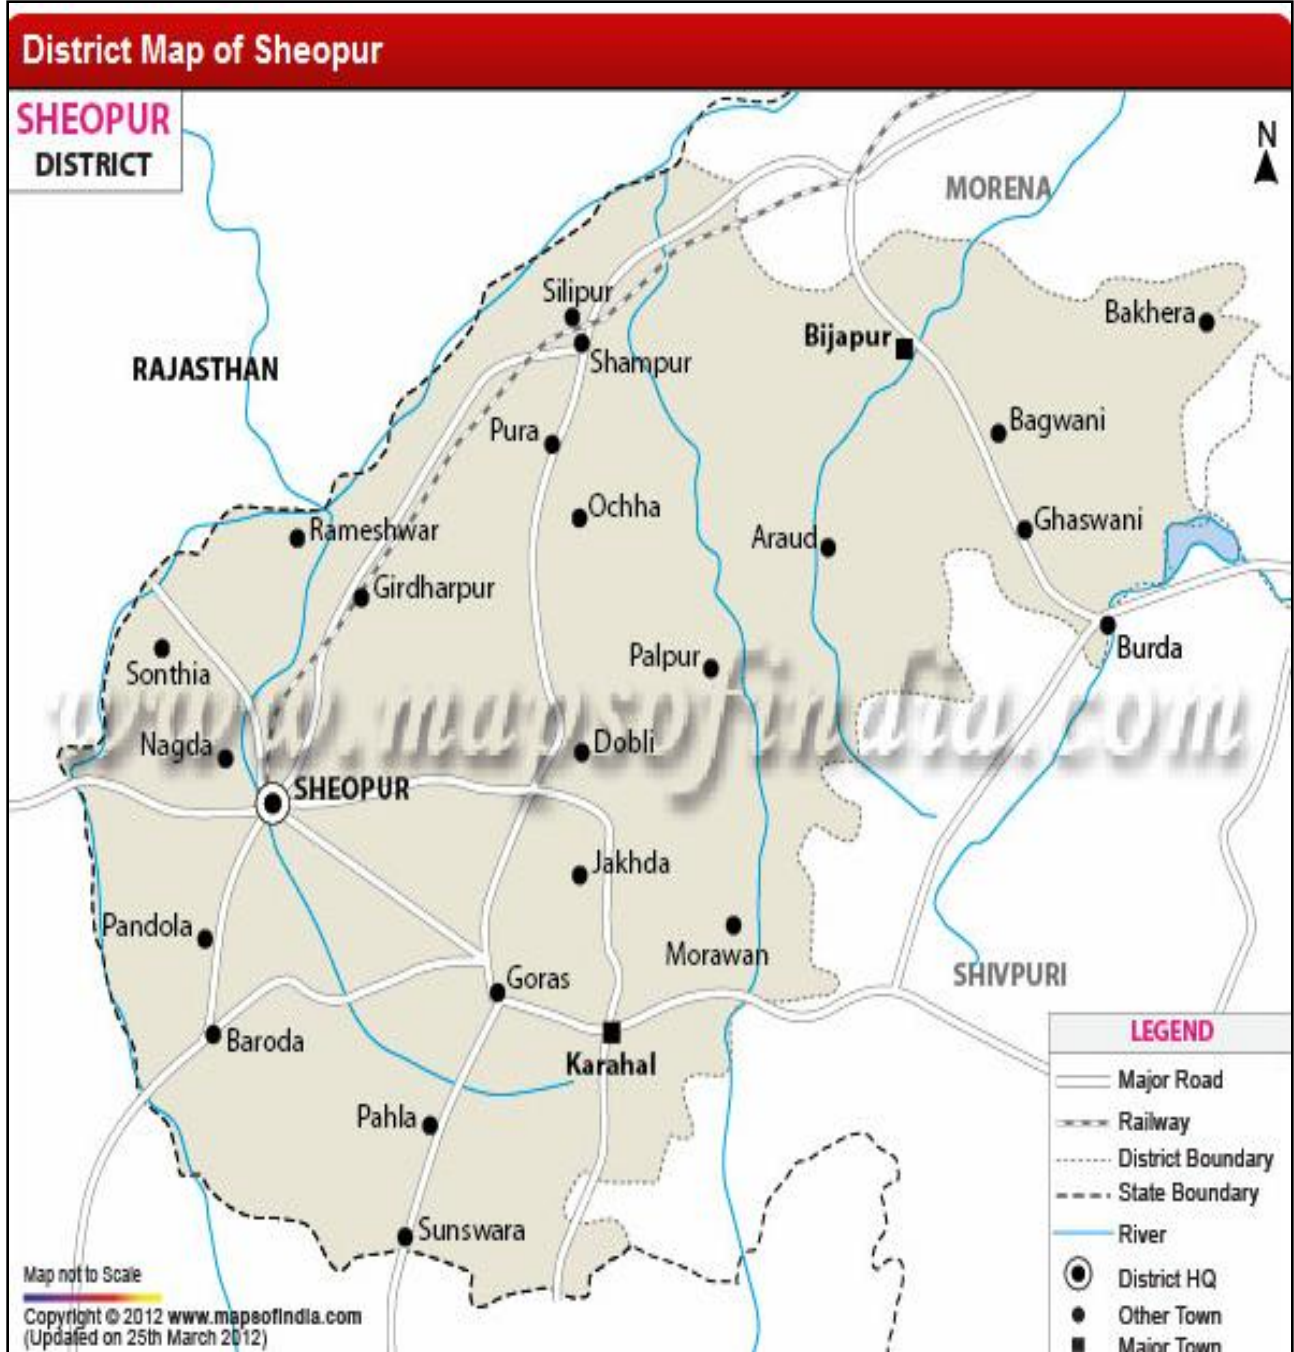 District Map of Sheopur
SHEOPUR
DISTRICT
N
MORENA
Silipur
Bakhera
Bijapur
RAJASTHAN
Shampur
Pura
Bagwani
Ochha
Ghaswani
Rameshwar
Araud
Girdharpur
Burda
Palpur
Sonthia
www.mapsofindia.com
Nagda
Dobli
SHEOPUR
Jakhda
Pandola
Morawan
SHIVPURI
Goras
Baroda
Karahal
Pahla
Sunswara
LEGEND
Major Road
Railway
District Boundary
State Boundary
River
District HQ
Other Town
Major Town
Map not to Scale
Copyright © 2012 www.mapsofindia.com
(Updated on 25th March 2012)